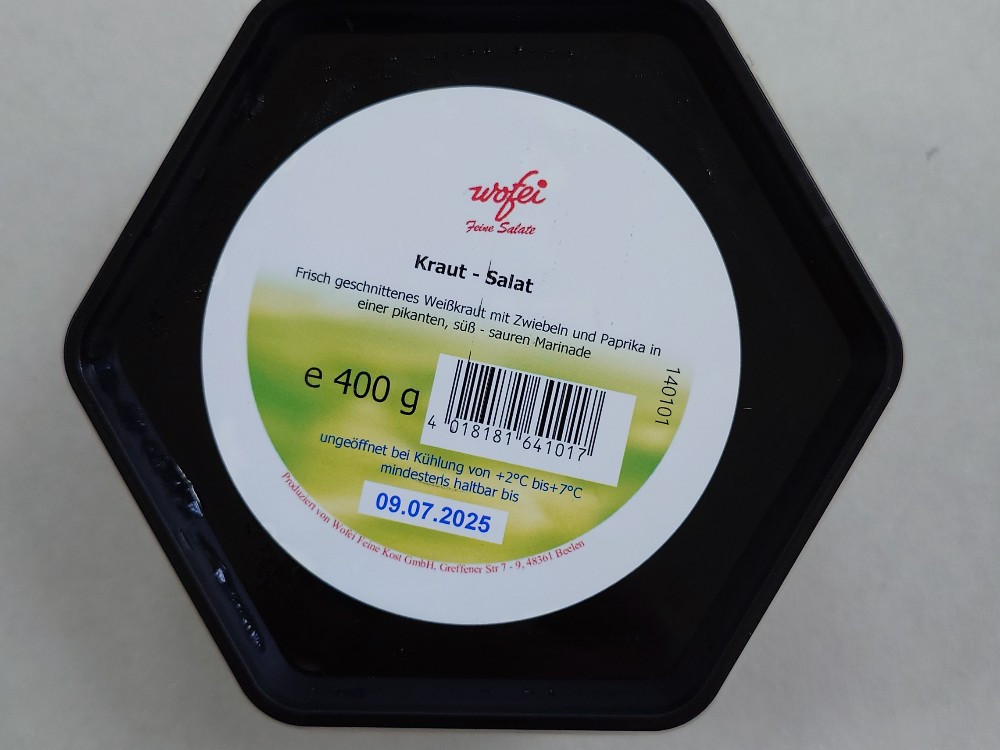 wofei
Feine Salate
Kraut - Salat
Frisch geschnittenes Weißkraut mit Zwiebeln und Paprika in
einer pikanten, süß - sauren Marinade
e 400 g
4 018181 641017
140101
ungeöffnet bei Kühlung von +2°C bis+7°C
mindestens haltbar bis
09.07.2025
Produziert von Wofei Feine Kost GmbH, Greffener Str 7 - 9, 48361 Beelen